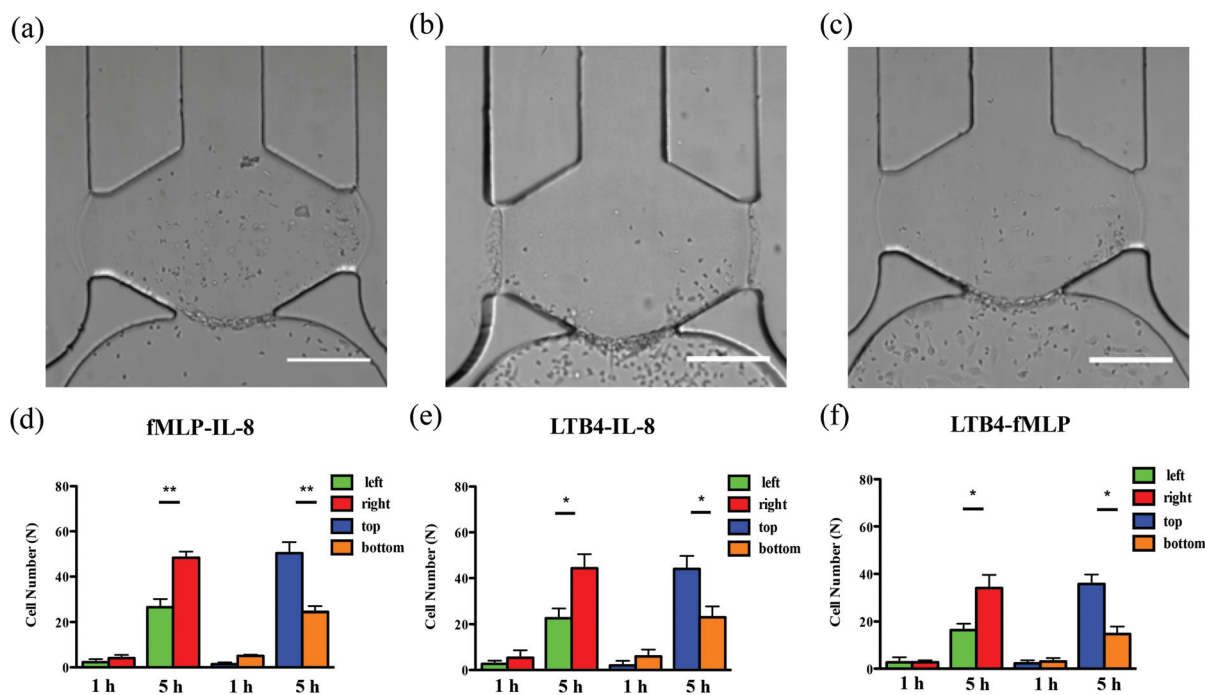 (a)
(b)
(c)
(d)
fMLP-IL-8
Cell Number (N)
80
60
40
20
0
**
**
left
right
top
bottom
1 h
5 h
1 h
5 h
(e)
LTB4-IL-8
Cell Number (N)
80
60
40
20
0
*
*
left
right
top
bottom
1 h
5 h
1 h
5 h
(f)
LTB4-fMLP
Cell Number (N)
80
60
40
20
0
*
*
left
right
top
bottom
1 h
5 h
1 h
5 h